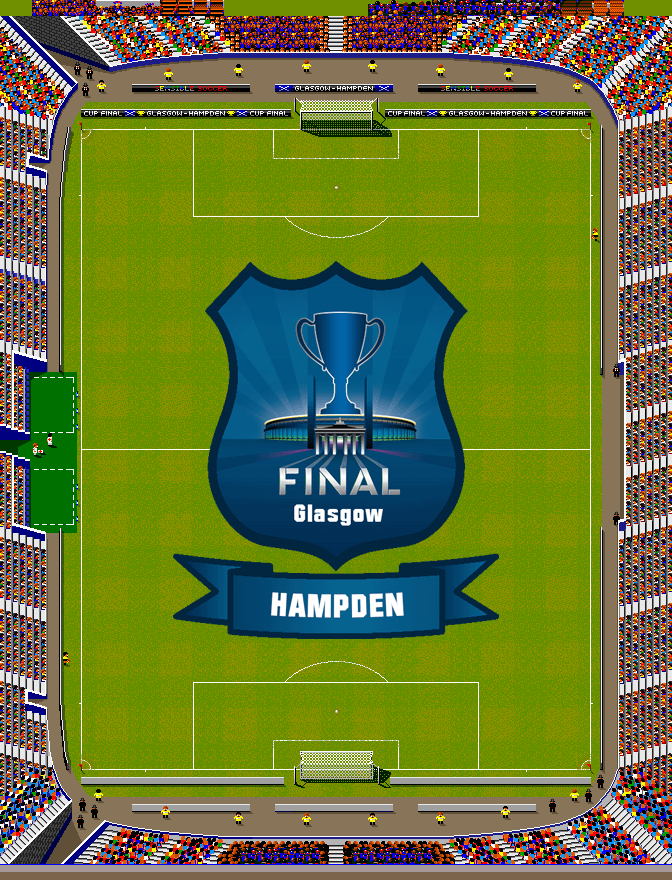 SENSIBLE SOCCER GLASGOW-HAMPDEN SENSIBLE SOCCER
CUP FINAL GLASGOW-HAMPDEN CUP FINAL CUP FINAL GLASGOW-HAMPDEN CUP FINAL
FINAL
Glasgow
HAMPDEN